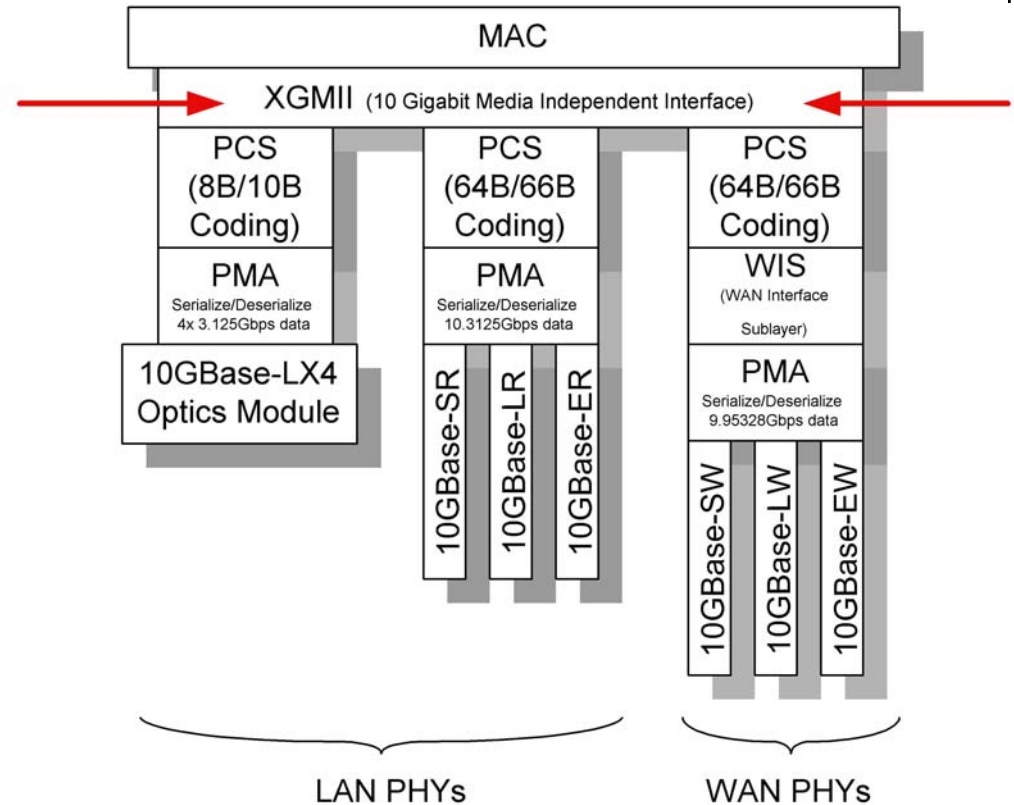 MAC
XGMII (10 Gigabit Media Independent Interface)
PCS
(8B/10B
Coding)
PMA
Serialize/Deserialize
4x 3.125Gbps data
10GBase-LX4
Optics Module
PCS
(64B/66B
Coding)
PMA
Serialize/Deserialize
10.3125Gbps data
10GBase-SR
10GBase-LR
10GBase-ER
PCS
(64B/66B
Coding)
WIS
(WAN Interface
Sublayer)
PMA
Serialize/Deserialize
9.95328Gbps data
10GBase-SW
10GBase-LW
10GBase-EW
LAN PHYs
WAN PHYs